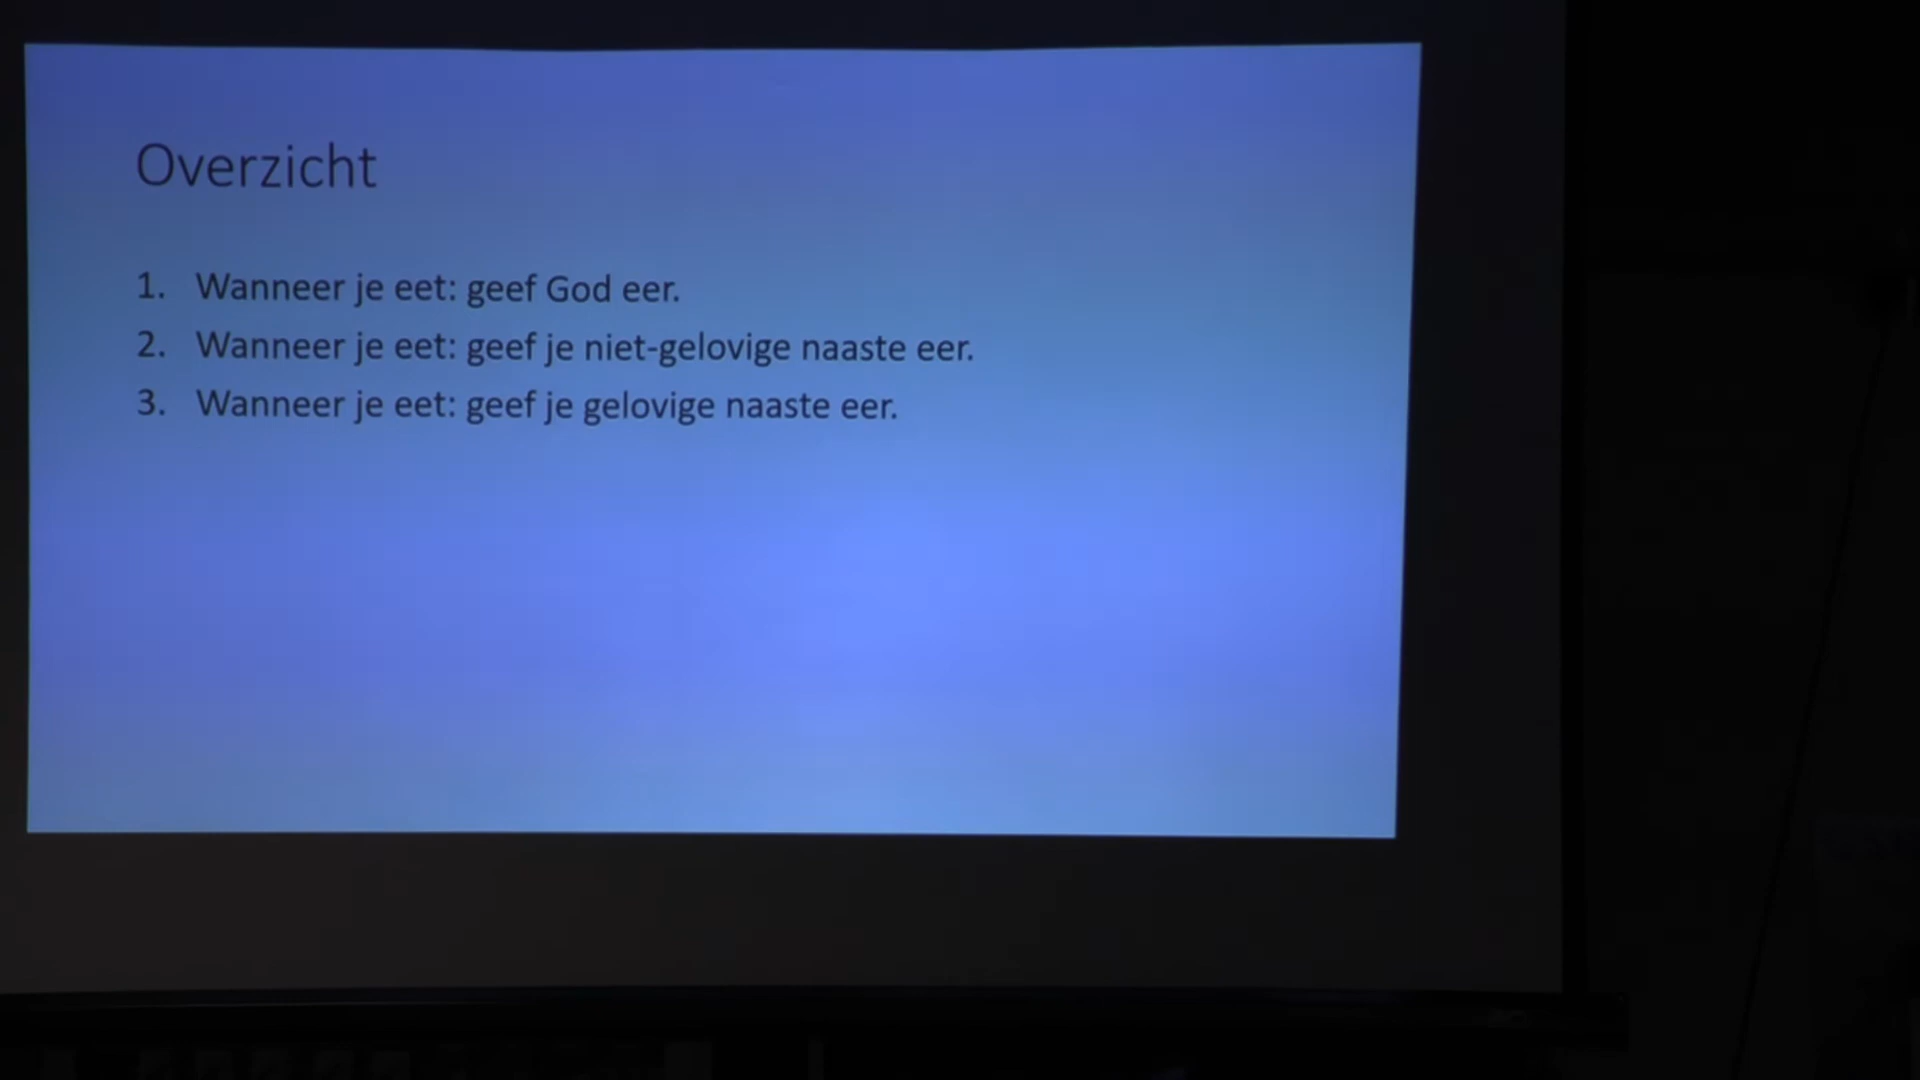 Overzicht
1. Wanneer je eet: geef God eer.
2. Wanneer je eet: geef je niet-gelovige naaste eer.
3. Wanneer je eet: geef je gelovige naaste eer.